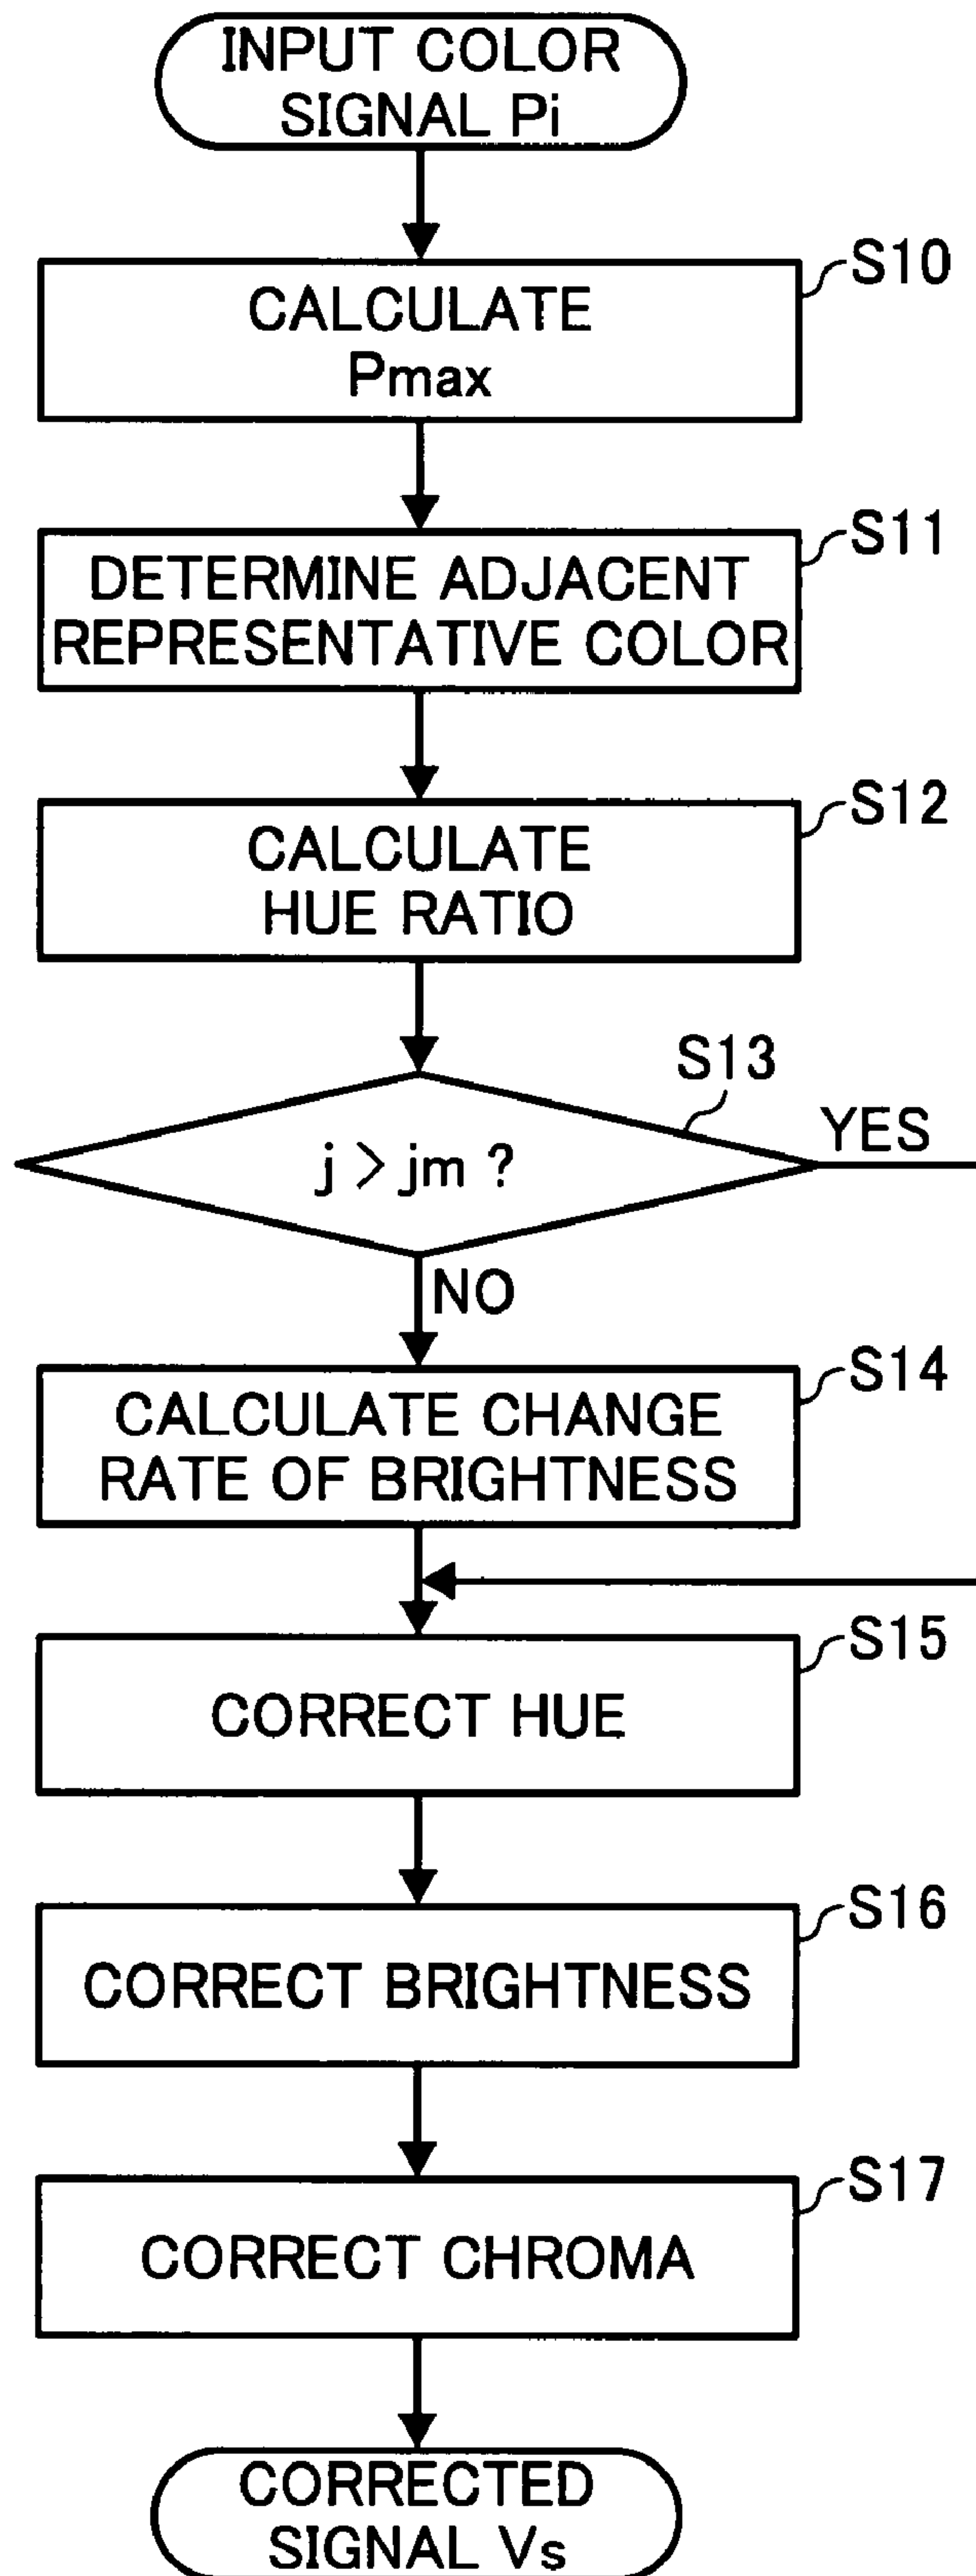 INPUT COLOR
SIGNAL Pi
S10
CALCULATE
Pmax
S11
DETERMINE ADJACENT
REPRESENTATIVE COLOR
S12
CALCULATE
HUE RATIO
S13
j > jm ?
YES
NO
S14
CALCULATE CHANGE
RATE OF BRIGHTNESS
S15
CORRECT HUE
S16
CORRECT BRIGHTNESS
S17
CORRECT CHROMA
CORRECTED
SIGNAL Vs